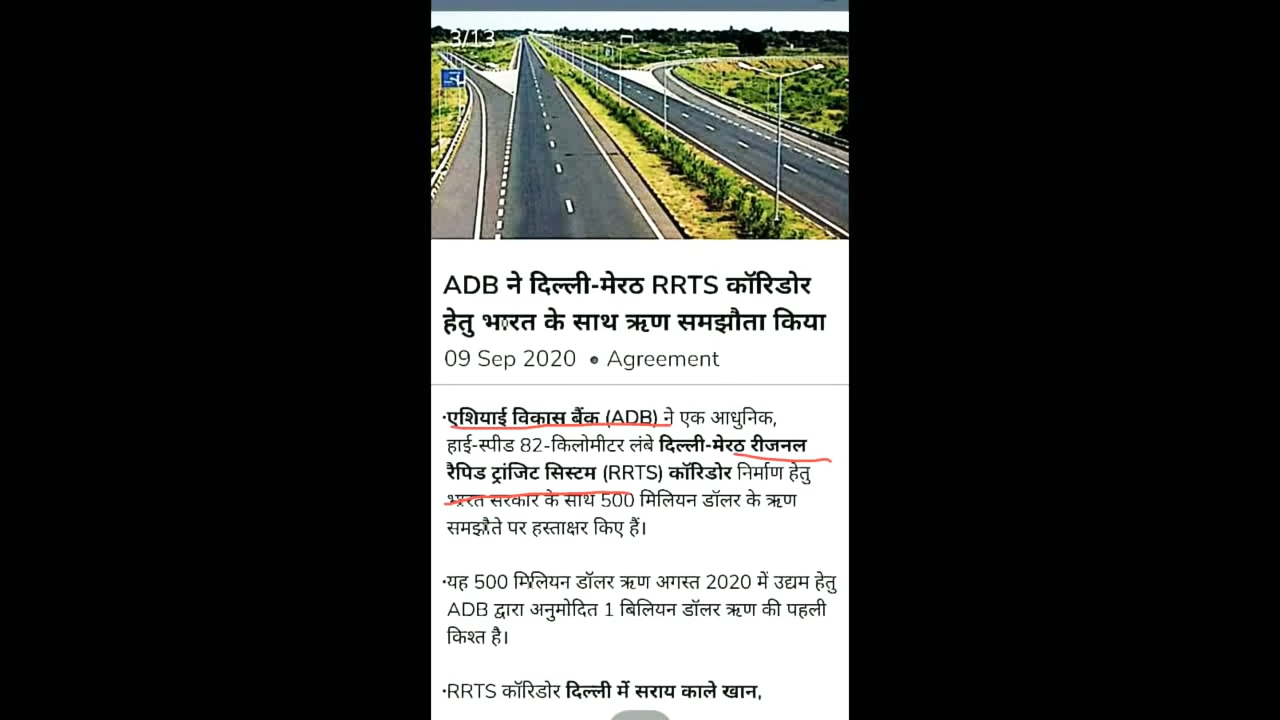 3/13
ADB ने दिल्ली-मेरठ RRTS कॉरिडोर
हेतु भारत के साथ ऋण समझौता किया
09 Sep 2020 • Agreement
·एशियाई विकास बैंक (ADB) ने एक आधुनिक,
हाई-स्पीड 82-किलोमीटर लंबे दिल्ली-मेरठ रीजनल
रैपिड ट्रांजिट सिस्टम (RRTS) कॉरिडोर निर्माण हेतु
भारत सरकार के साथ 500 मिलियन डॉलर के ऋण
समझौते पर हस्ताक्षर किए हैं।
·यह 500 मिलियन डॉलर ऋण अगस्त 2020 में उद्यम हेतु
ADB द्वारा अनुमोदित 1 बिलियन डॉलर ऋण की पहली
किश्त है।
·RRTS कॉरिडोर दिल्ली में सराय काले खान,